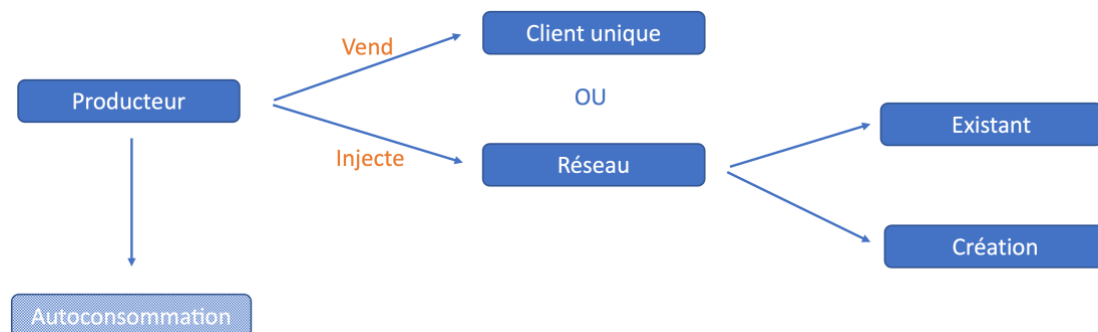 Client unique
Vend
Producteur
OU
Existant
Injecte
Réseau
Création
Autoconsommation